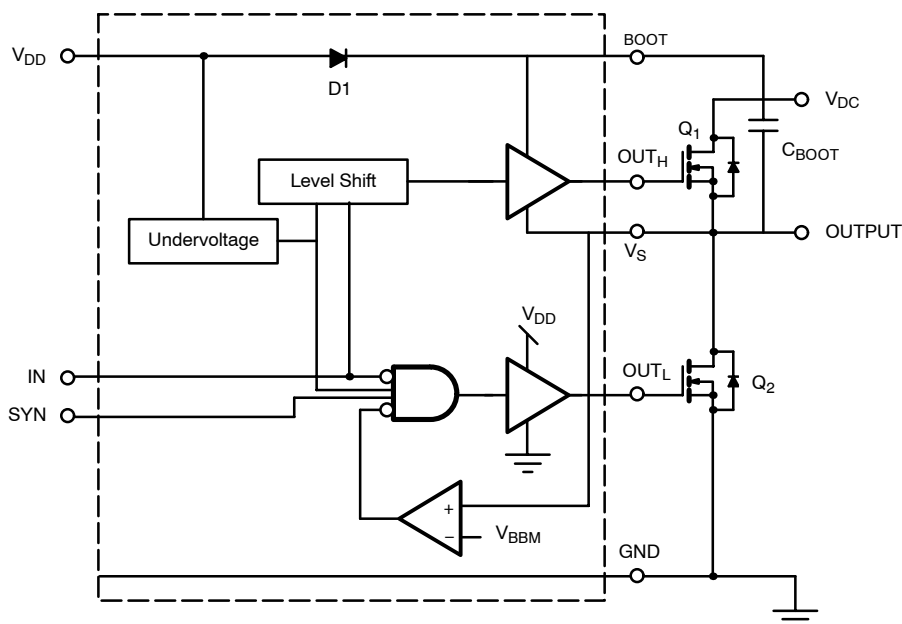 VDD
BOOT
D1
VDC
Q1
CBOOT
OUTH
Level Shift
Undervoltage
VS
OUTPUT
VDD
IN
OUTL
Q2
SYN
+
−
VBBM
GND